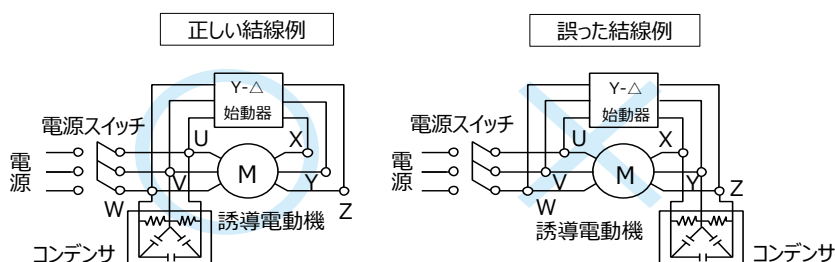 正しい結線例
Y-△
始動器
電源スイッチ
電源
U
V
W
X
Y
Z
M
誘導電動機
コンデンサ
誤った結線例
Y-△
始動器
電源スイッチ
電源
U
V
W
X
Y
Z
M
誘導電動機
コンデンサ